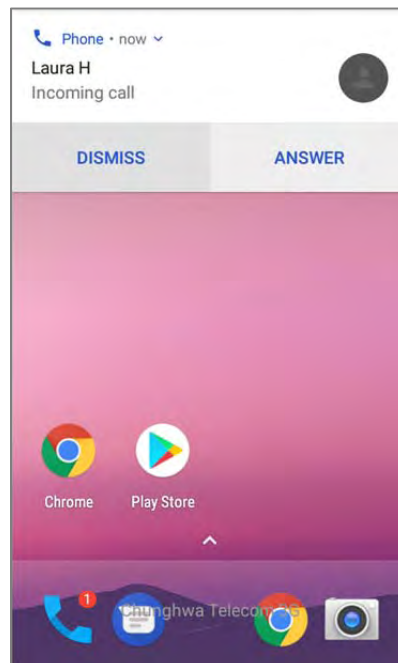 Phone • now
Laura H
Incoming call
DISMISS
ANSWER
Chrome
Play Store
1
Chunghwa Telecom